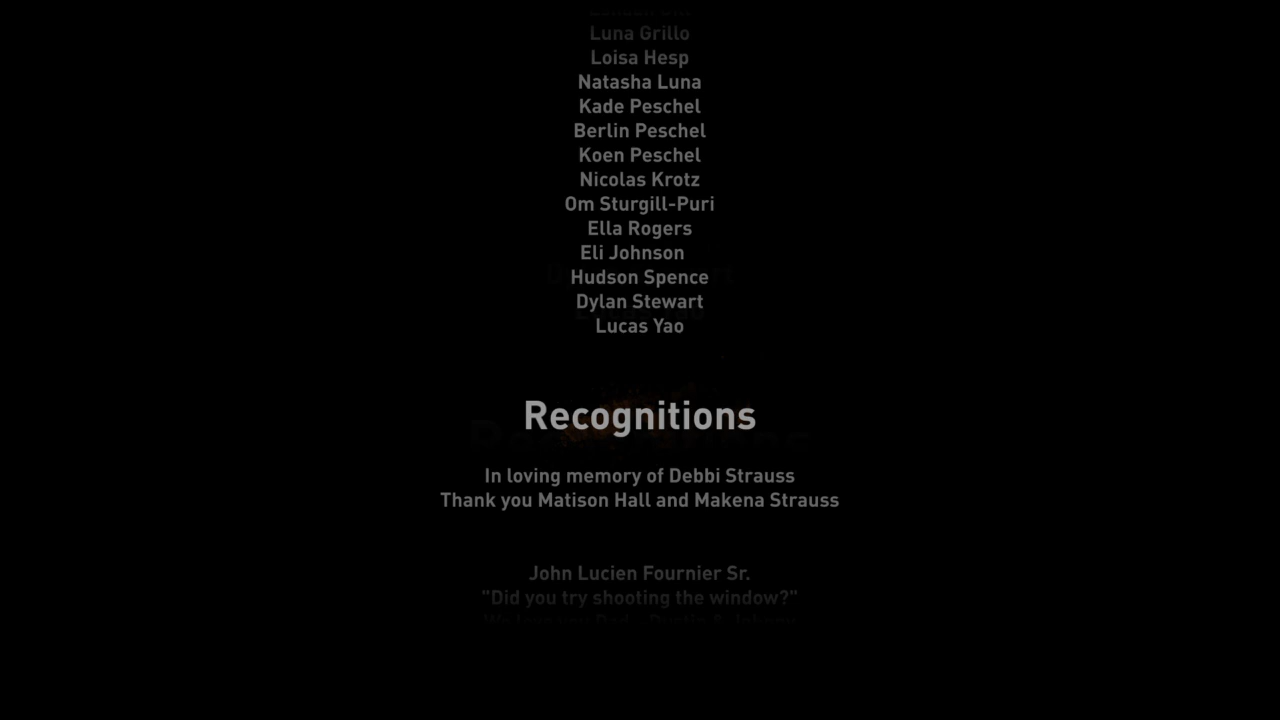 Luna Grillo
Loisa Hesp
Natasha Luna
Kade Peschel
Berlin Peschel
Koen Peschel
Nicolas Krotz
Om Sturgill-Puri
Ella Rogers
Eli Johnson
Hudson Spence
Dylan Stewart
Lucas Yao
Recognitions
In loving memory of Debbi Strauss
Thank you Matison Hall and Makena Strauss
John Lucien Fournier Sr.
"Did you try shooting the window?"